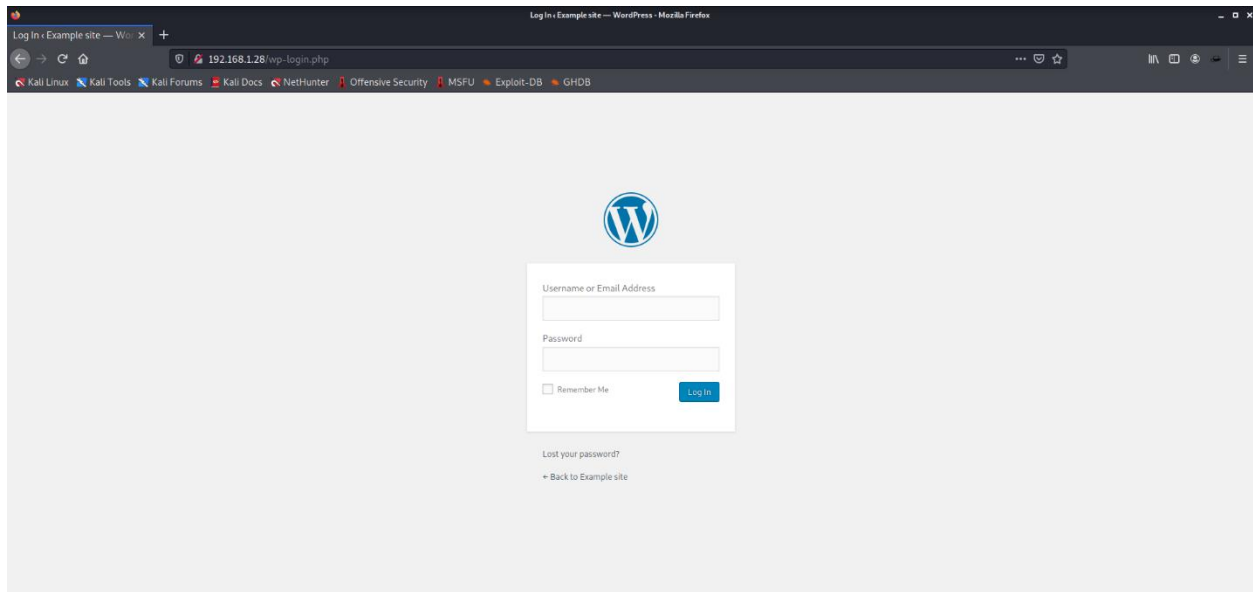 Log In ‹ Example site — WordPress - Mozilla Firefox
Log In ‹ Example site — Wor
192.168.1.28/wp-login.php
Kali Linux Kali Tools Kali Forums Kali Docs NetHunter Offensive Security MSFU Exploit-DB GHDB
Username or Email Address
Password
Remember Me Log In
Lost your password?
← Back to Example site